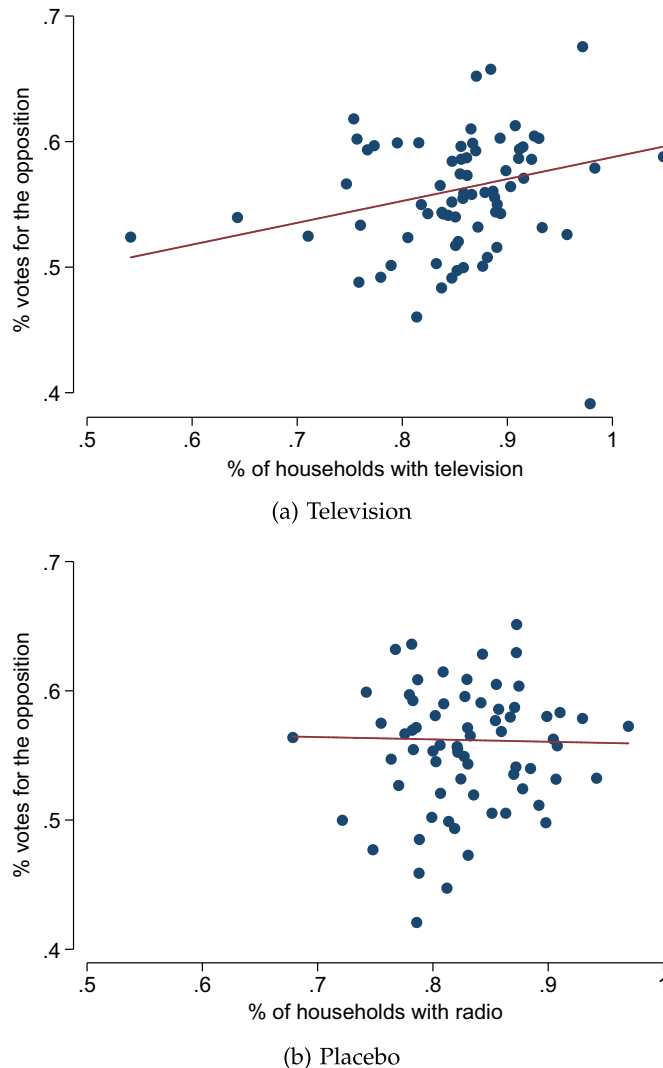 .7
.6
.5
.4
% votes for the opposition
.5 .6 .7 .8 .9 1
% of households with television
(a) Television
.7
.6
.5
.4
% votes for the opposition
.5 .6 .7 .8 .9 1
% of households with radio
(b) Placebo